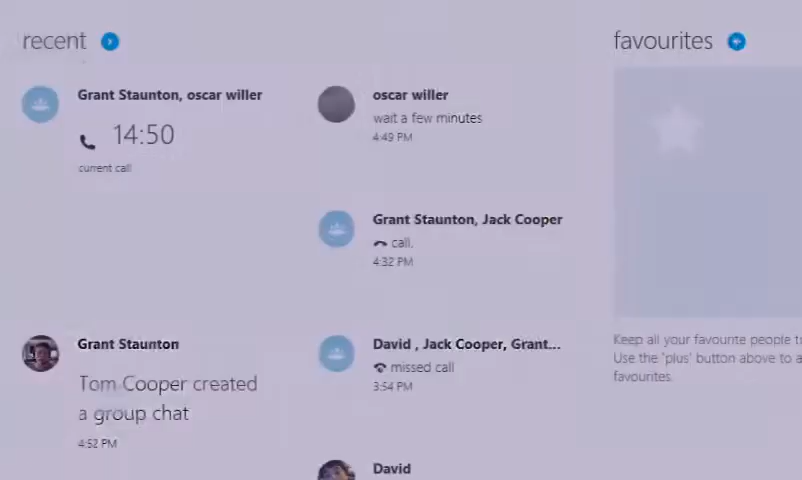 recent
favourites
Grant Staunton, oscar willer
14:50
current call
oscar willer
wait a few minutes
4:49 PM
Grant Staunton, Jack Cooper
call.
4:32 PM
Grant Staunton
Tom Cooper created
a group chat
4:52 PM
David , Jack Cooper, Grant...
missed call
3:54 PM
David
Keep all your favourite people
Use the 'plus' button above to
favourites.